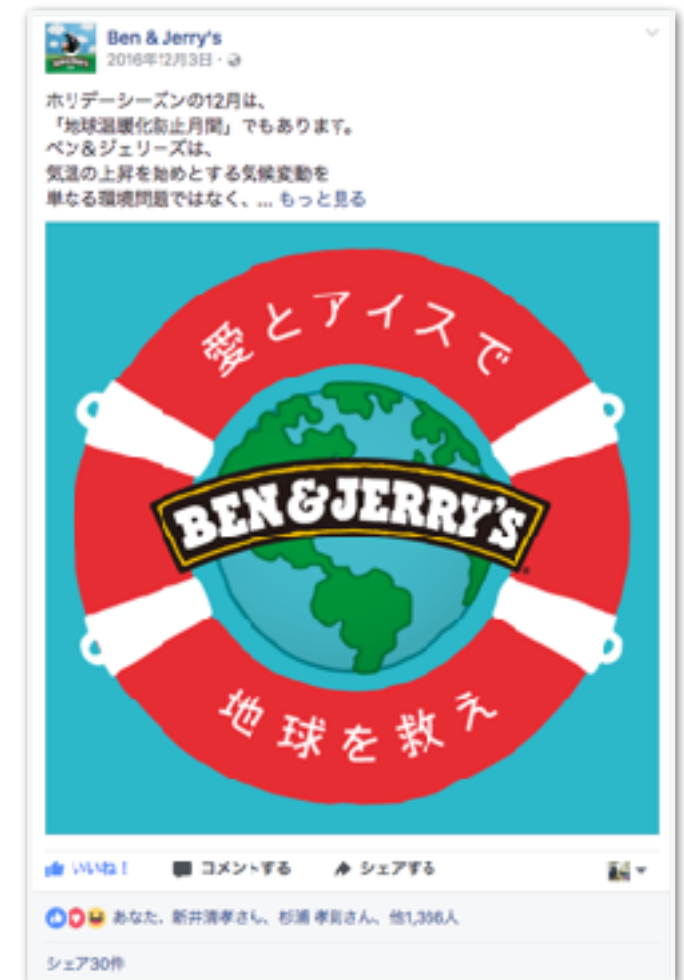 Ben & Jerry's
2016年12月3日
ホリデーシーズンの12月は、
「地球温暖化防止月間」でもあります。
ベン&ジェリーズは、
気温の上昇を始めとする気候変動を
単なる環境問題ではなく、... もっと見る
愛とアイスで
BEN&JERRY'S
地球を救え
いいね! コメントする シェアする
あなた、新井清孝さん、杉浦 孝さん、他
シェア30件